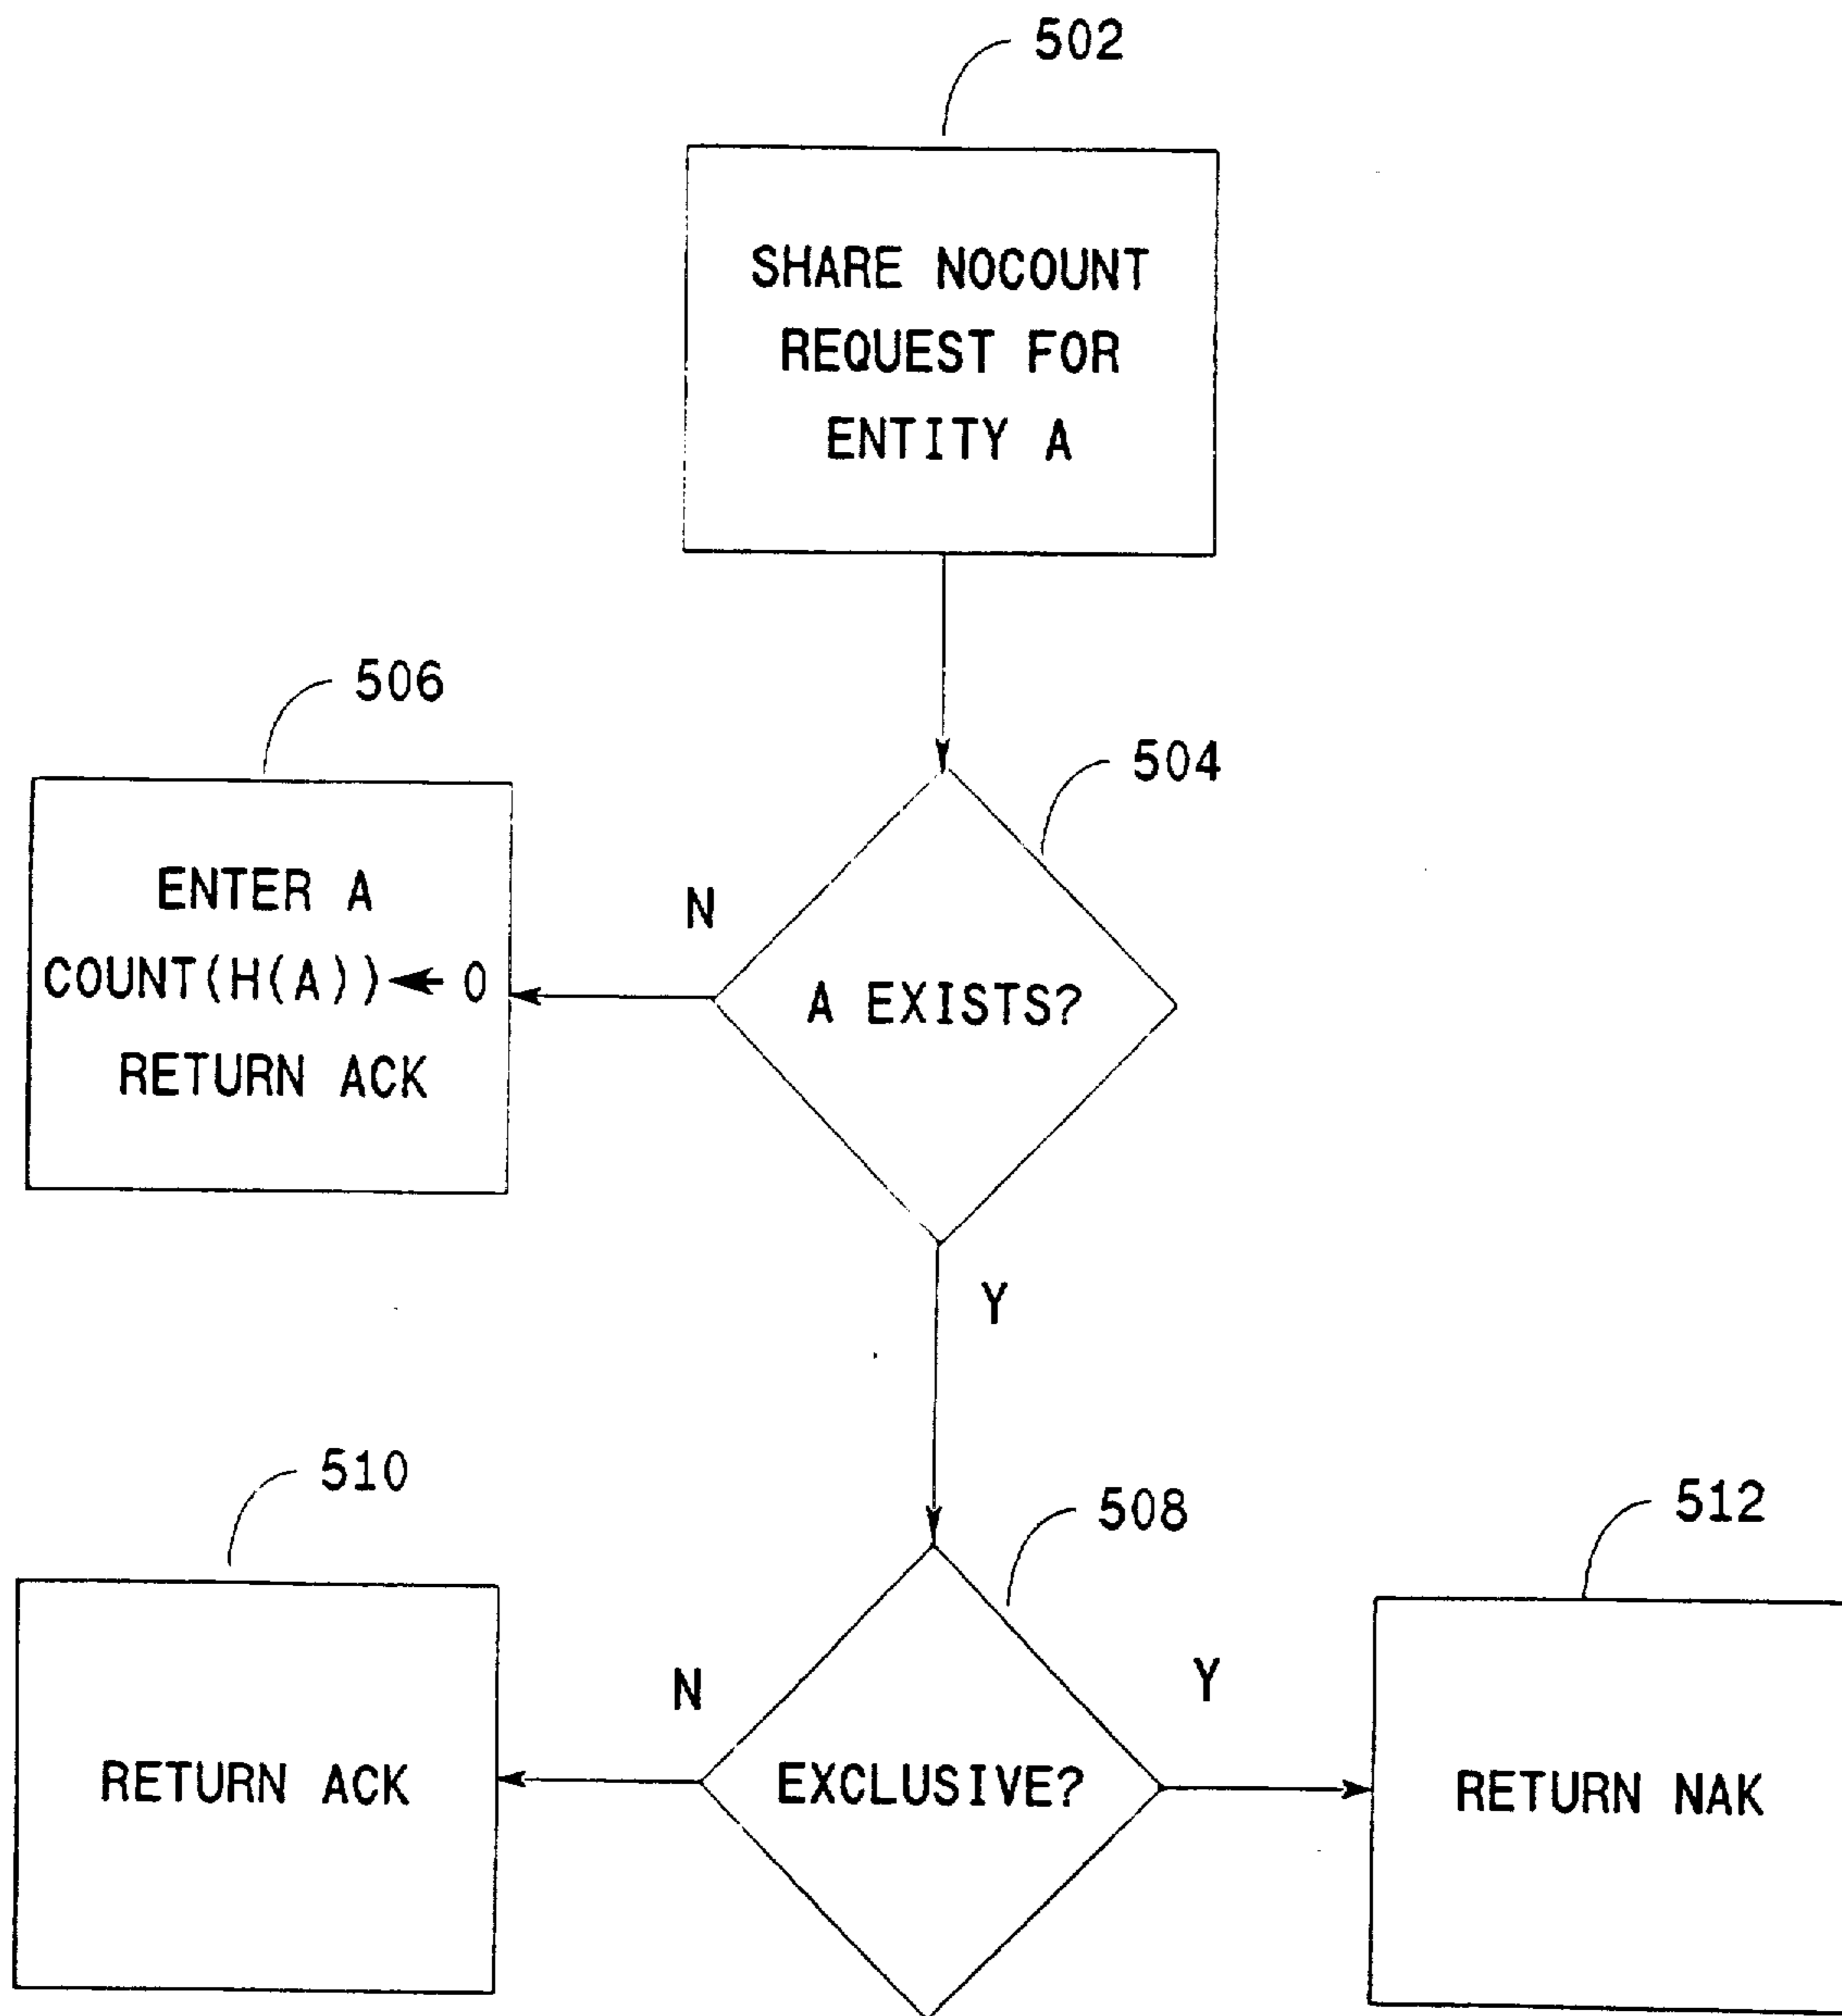 502
SHARE NOCOUNT
REQUEST FOR
ENTITY A
506
504
ENTER A
COUNT(H(A))← 0
RETURN ACK
N
A EXISTS?
Y
510
508
512
N
Y
RETURN ACK
EXCLUSIVE?
RETURN NAK